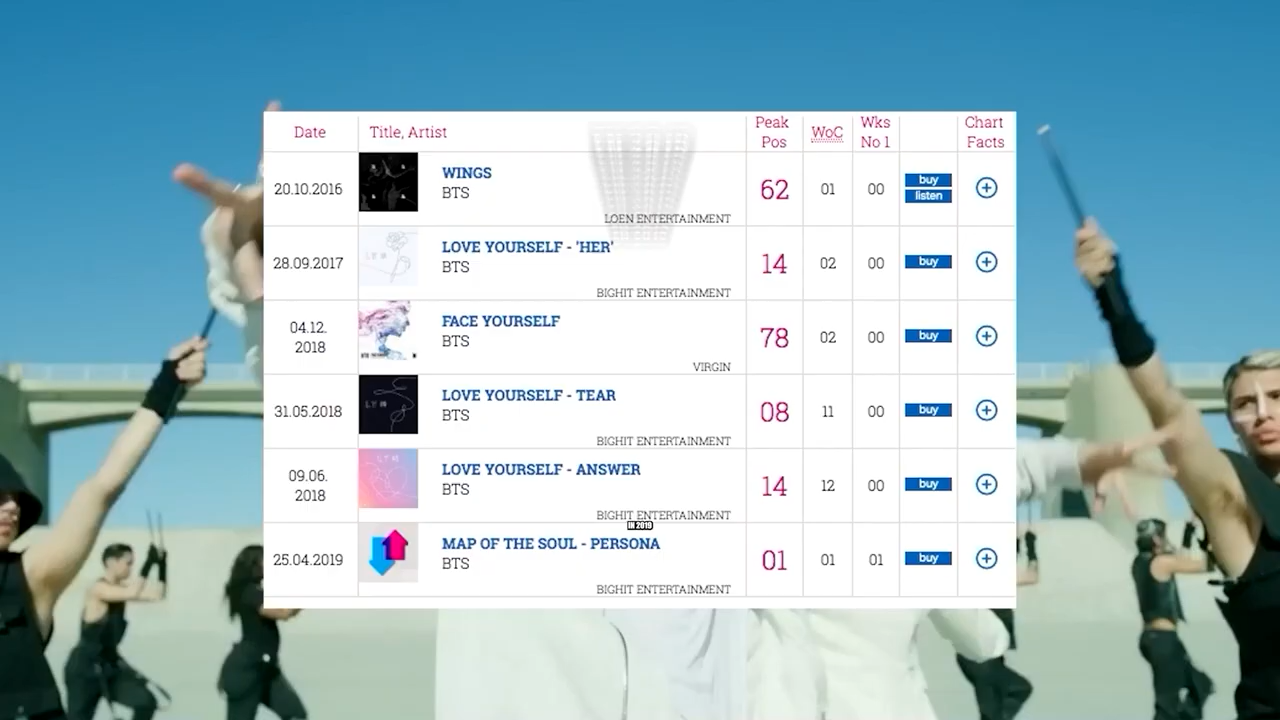 Date Title, Artist Peak Pos WoC Wks No 1 Chart Facts
20.10.2016 WINGS 62 01 00 buy
BTS listen
LOEN ENTERTAINMENT
28.09.2017 LOVE YOURSELF - 'HER' 14 02 00 buy
BTS
BIGHIT ENTERTAINMENT
04.12. 2018 FACE YOURSELF 78 02 00 buy
BTS
VIRGIN
31.05.2018 LOVE YOURSELF - TEAR 08 11 00 buy
BTS
BIGHIT ENTERTAINMENT
09.06. 2018 LOVE YOURSELF - ANSWER 14 12 00 buy
BTS
BIGHIT ENTERTAINMENT
IN 2019
25.04.2019 MAP OF THE SOUL - PERSONA 01 01 01 buy
BTS
BIGHIT ENTERTAINMENT